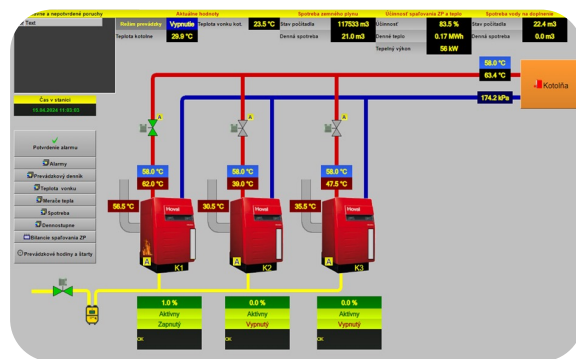 Aktuálne hodnoty
Spotreba zemného plynu
Účinnosť spaľovania ZP a teplo
Spotreba vody na doplnenie
Text
Režim prevádzky Vypnutie Teplota vonku kot. 23.5 °C Stav počítadla 117533 m3 Účinnosť 83.5 % Stav počítadla 22.4 m3
Teplota kotolne 29.9 °C Denná spotreba 21.0 m3 Denné teplo 0.17 MWh Denná spotreba 0.0 m3
Tepelný výkon 56 kW
58.0 °C
63.4 °C
Kotolňa
174.2 kPa
Čas v stanici
A A A
Potvrdenie alarmu
Alarmy
Prevádzkový denník
Teplota vonku
Merače tepla
Spotreba
Dennostupne
Bilancie spaľovania ZP
Prevádzkové hodiny a štarty
58.0 °C 58.0 °C 58.0 °C
62.0 °C 39.0 °C 47.5 °C
56.5 °C 30.5 °C 35.5 °C
Hoval Hoval Hoval
A K1 A K2 A K3
1.0 % 0.0 % 0.0 %
Aktívny Aktívny Aktívny
Zapnutý Vypnutý Vypnutý
OK OK OK